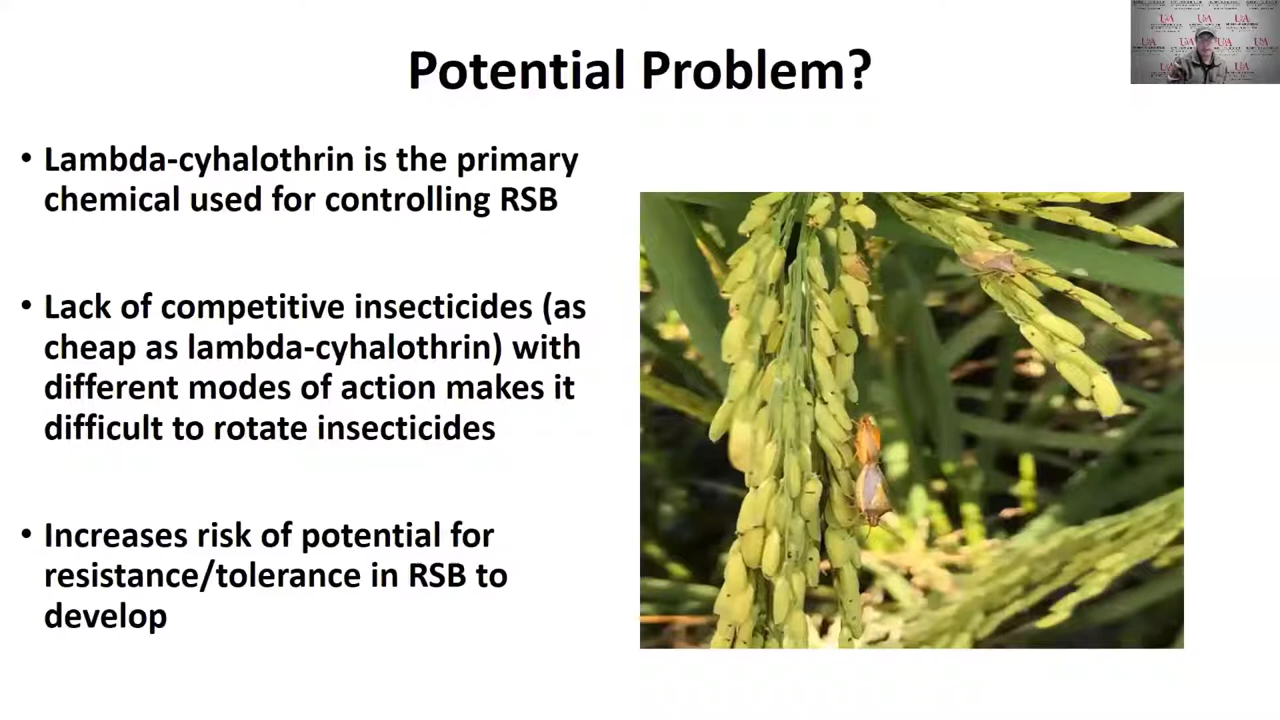 Potential Problem?
• Lambda-cyhalothrin is the primary
chemical used for controlling RSB
• Lack of competitive insecticides (as
cheap as lambda-cyhalothrin) with
different modes of action makes it
difficult to rotate insecticides
• Increases risk of potential for
resistance/tolerance in RSB to
develop